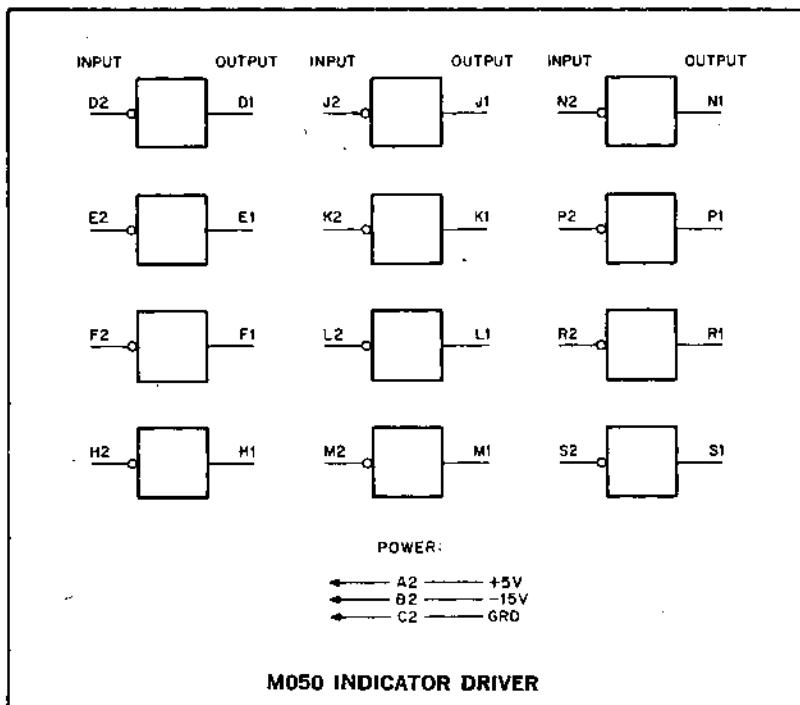 INPUT OUTPUT INPUT OUTPUT INPUT OUTPUT
D2 D1 J2 J1 N2 N1
E2 E1 K2 K1 P2 P1
F2 F1 L2 L1 R2 R1
H2 H1 M2 M1 S2 S1
POWER:
A2 +5V
B2 -15V
C2 GRD
M050 INDICATOR DRIVER